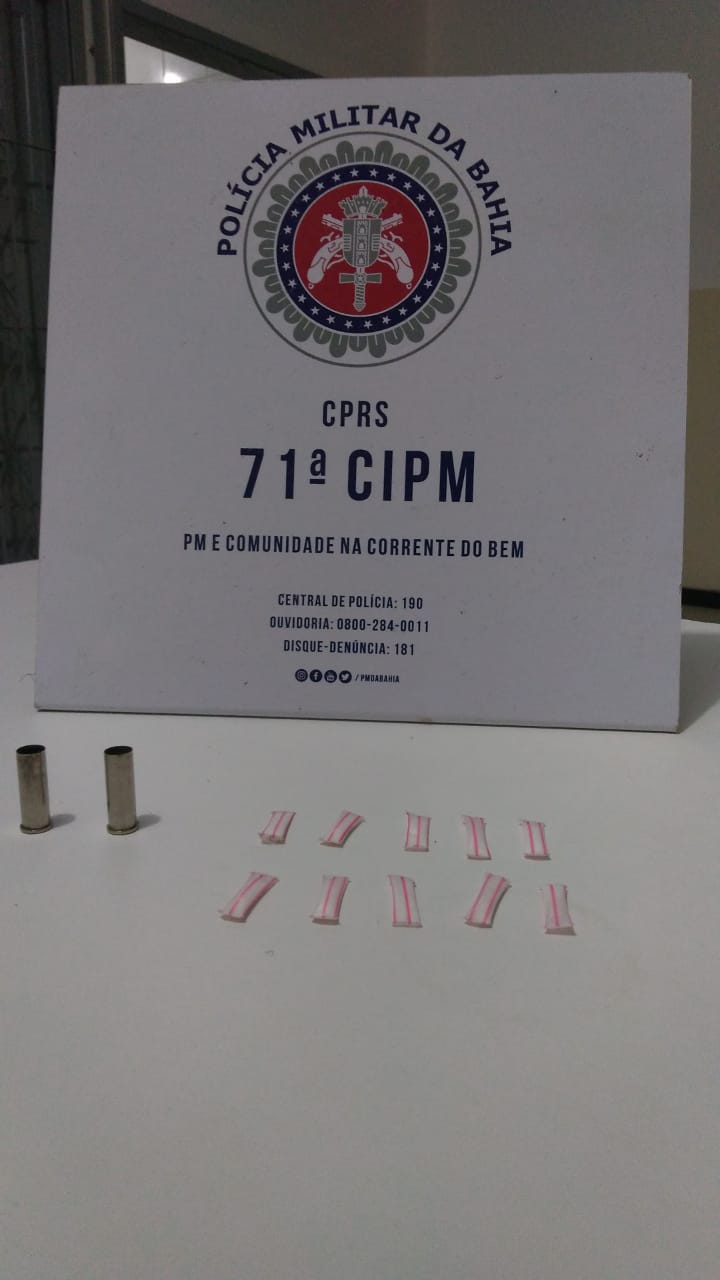 POLÍCIA MILITAR DA BAHIA
CPRS
71ª CIPM
PM E COMUNIDADE NA CORRENTE DO BEM
CENTRAL DE POLÍCIA: 190
OUVIDORIA: 0800-284-0011
DISQUE-DENÚNCIA: 181
/PMDABAHIA